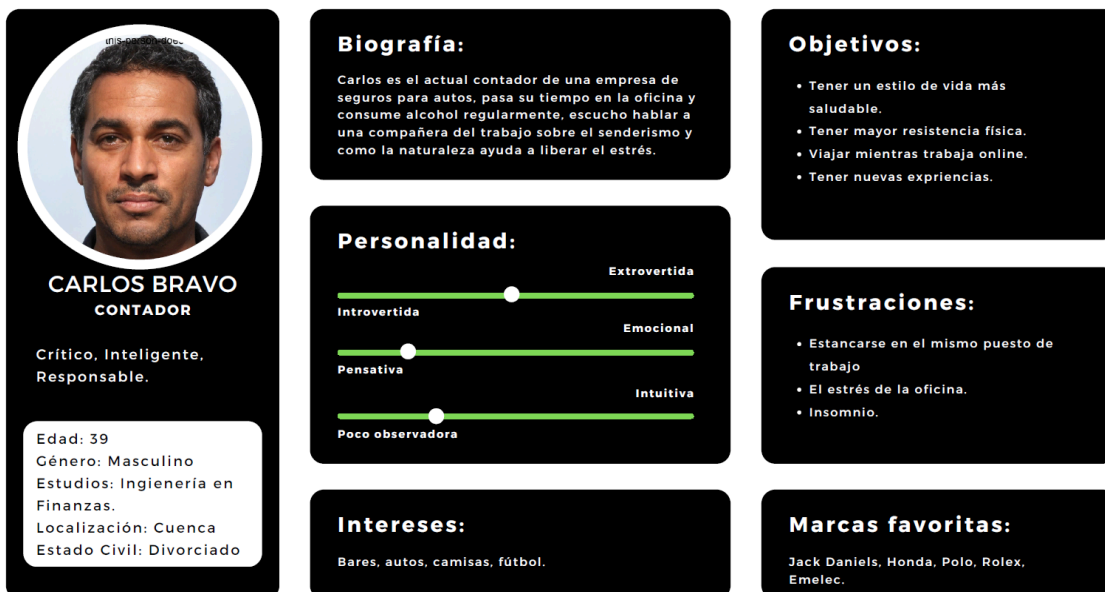 CARLOS BRAVO
CONTADOR
Crítico, Inteligente,
Responsable.
Edad: 39
Género: Masculino
Estudios: Ingienería en
Finanzas.
Localización: Cuenca
Estado Civil: Divorciado
Biografía:
Carlos es el actual contador de una empresa de
seguros para autos, pasa su tiempo en la oficina y
consume alcohol regularmente, escucho hablar a
una compañera del trabajo sobre el senderismo y
como la naturaleza ayuda a liberar el estrés.
Personalidad:
Extrovertida
Introvertida
Emocional
Pensativa
Intuitiva
Poco observadora
Intereses:
Bares, autos, camisas, fútbol.
Objetivos:
• Tener un estilo de vida más
saludable.
• Tener mayor resistencia física.
• Viajar mientras trabaja online.
• Tener nuevas expriencias.
Frustraciones:
• Estancarse en el mismo puesto de
trabajo
• El estrés de la oficina.
• Insomnio.
Marcas favoritas:
Jack Daniels, Honda, Polo, Rolex,
Emelec.